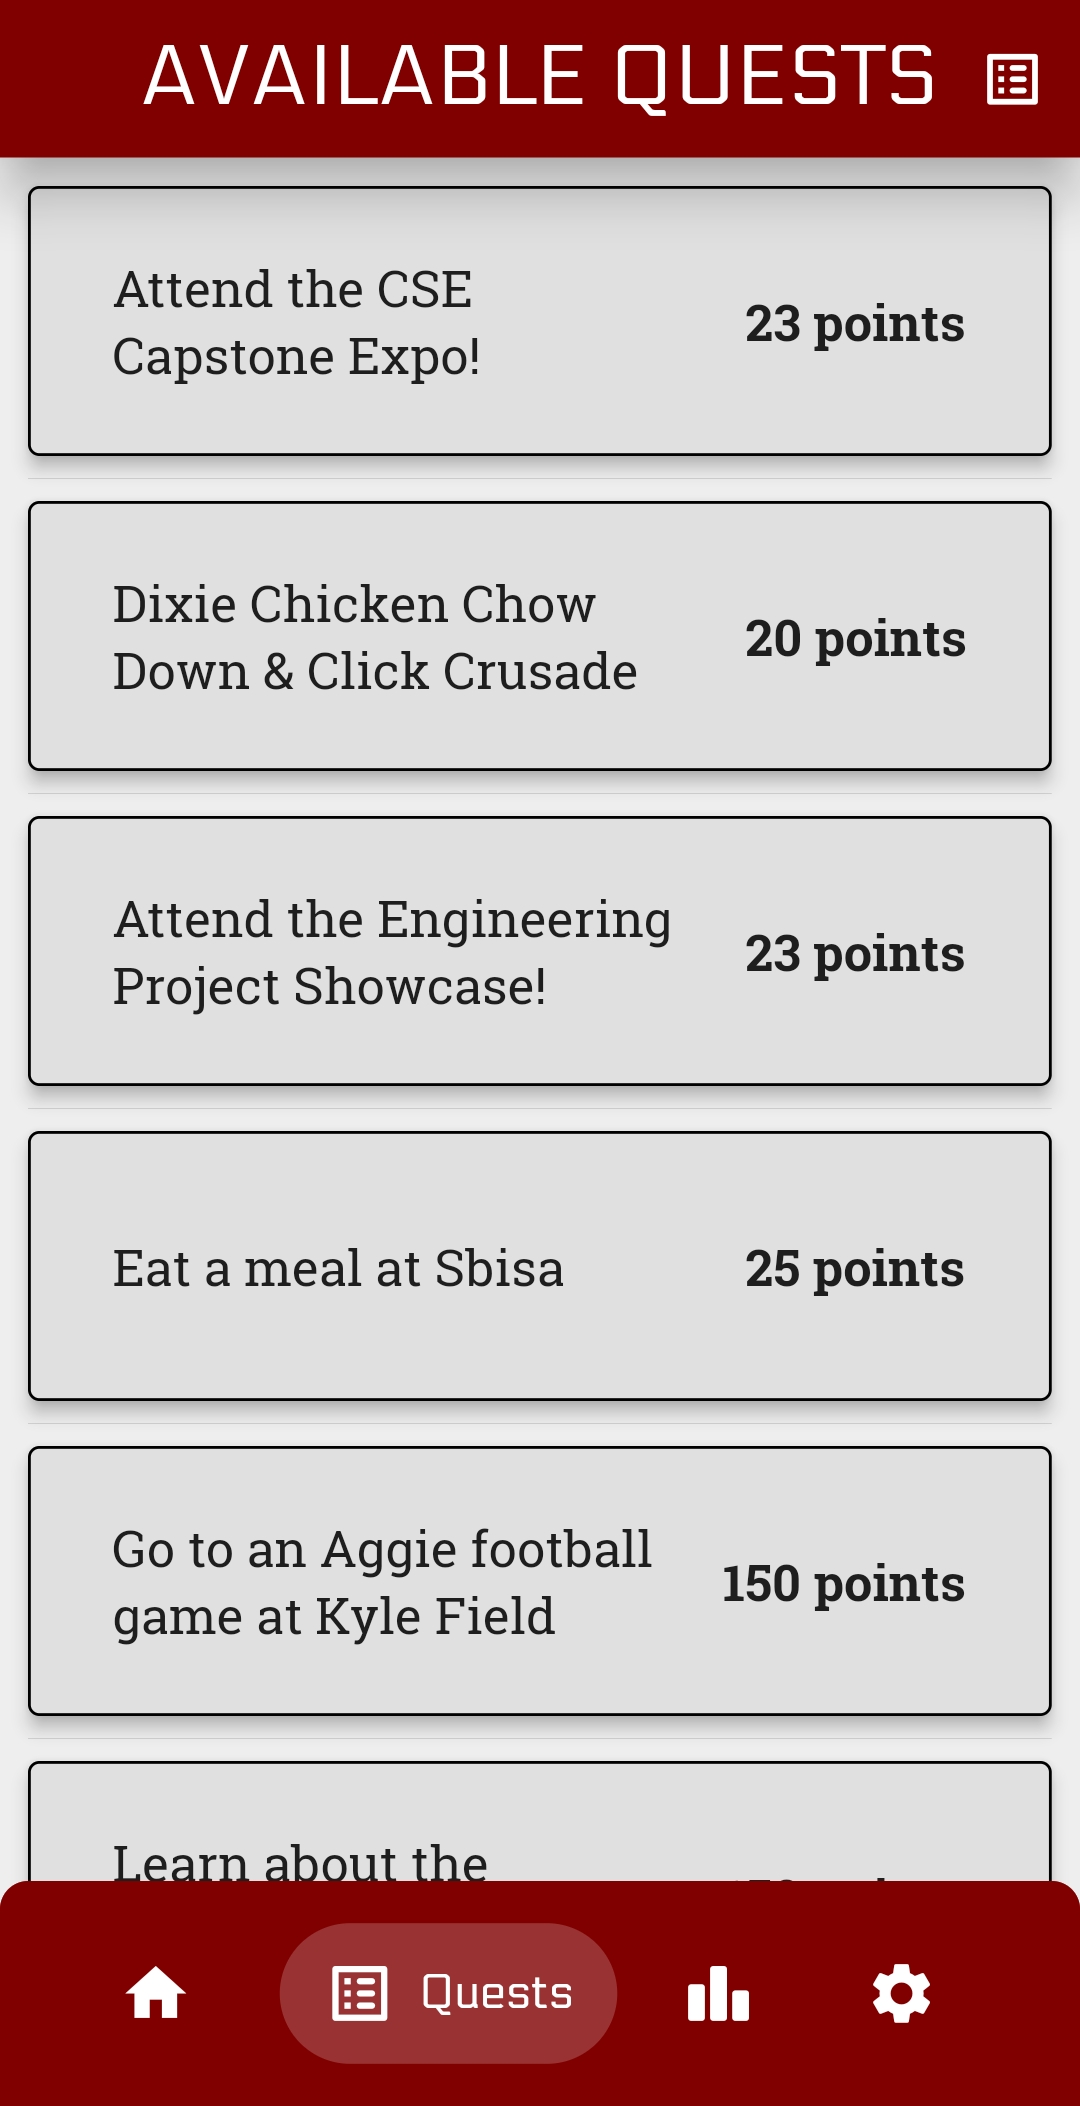 AVAILABLE QUESTS
Attend the CSE
Capstone Expo!
23 points
Dixie Chicken Chow
Down & Click Crusade
20 points
Attend the Engineering
Project Showcase!
23 points
Eat a meal at Sbisa
25 points
Go to an Aggie football
game at Kyle Field
150 points
Learn about the
Quests